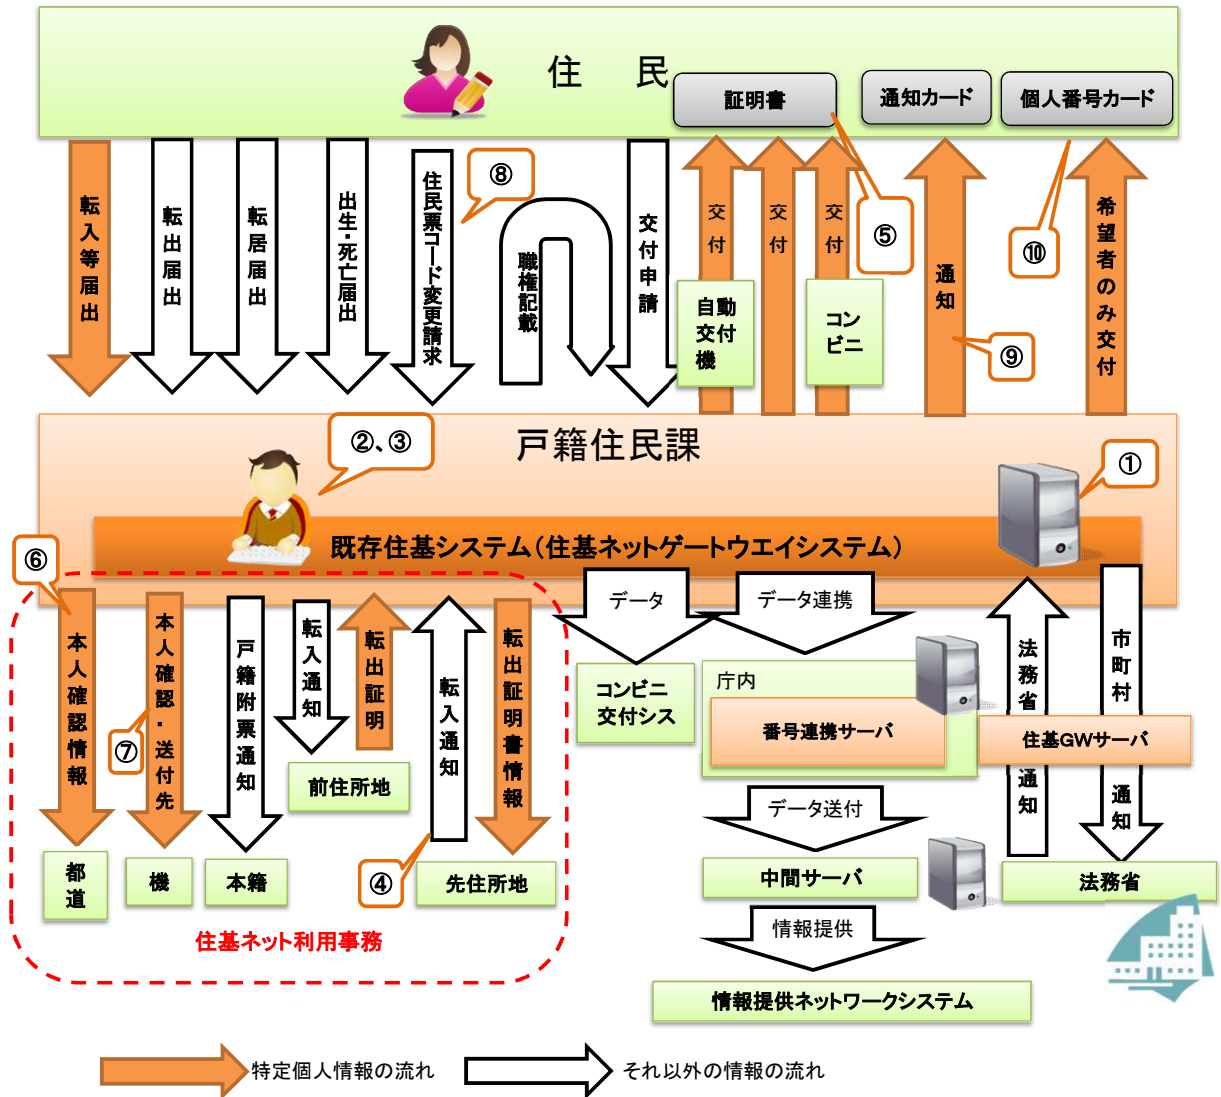 住　民
証明書
通知カード
個人番号カード
転入等届出
転出届出
転居届出
出生・死亡届出
住民票コード変更請求
⑧
職権記載
交付申請
交付
交付
交付
⑤
自動
交付
機
コン
ビニ
通知
⑨
⑩
希望者のみ交付
戸籍住民課
②、③
①
既存住基システム（住基ネットゲートウエイシステム）
⑥
本人確認情報
⑦
本人確認・送付先
戸籍附票通知
転入通知
転出証明
転入通知
転出証明書情報
データ
データ連携
法務省
通知
市町村
通知
コンビニ
交付シス
庁内
番号連携サーバ
住基GWサーバ
前住所地
データ送付
④
都
道
機
本籍
先住所地
中間サーバ
法務省
住基ネット利用事務
情報提供
情報提供ネットワークシステム
特定個人情報の流れ
それ以外の情報の流れ